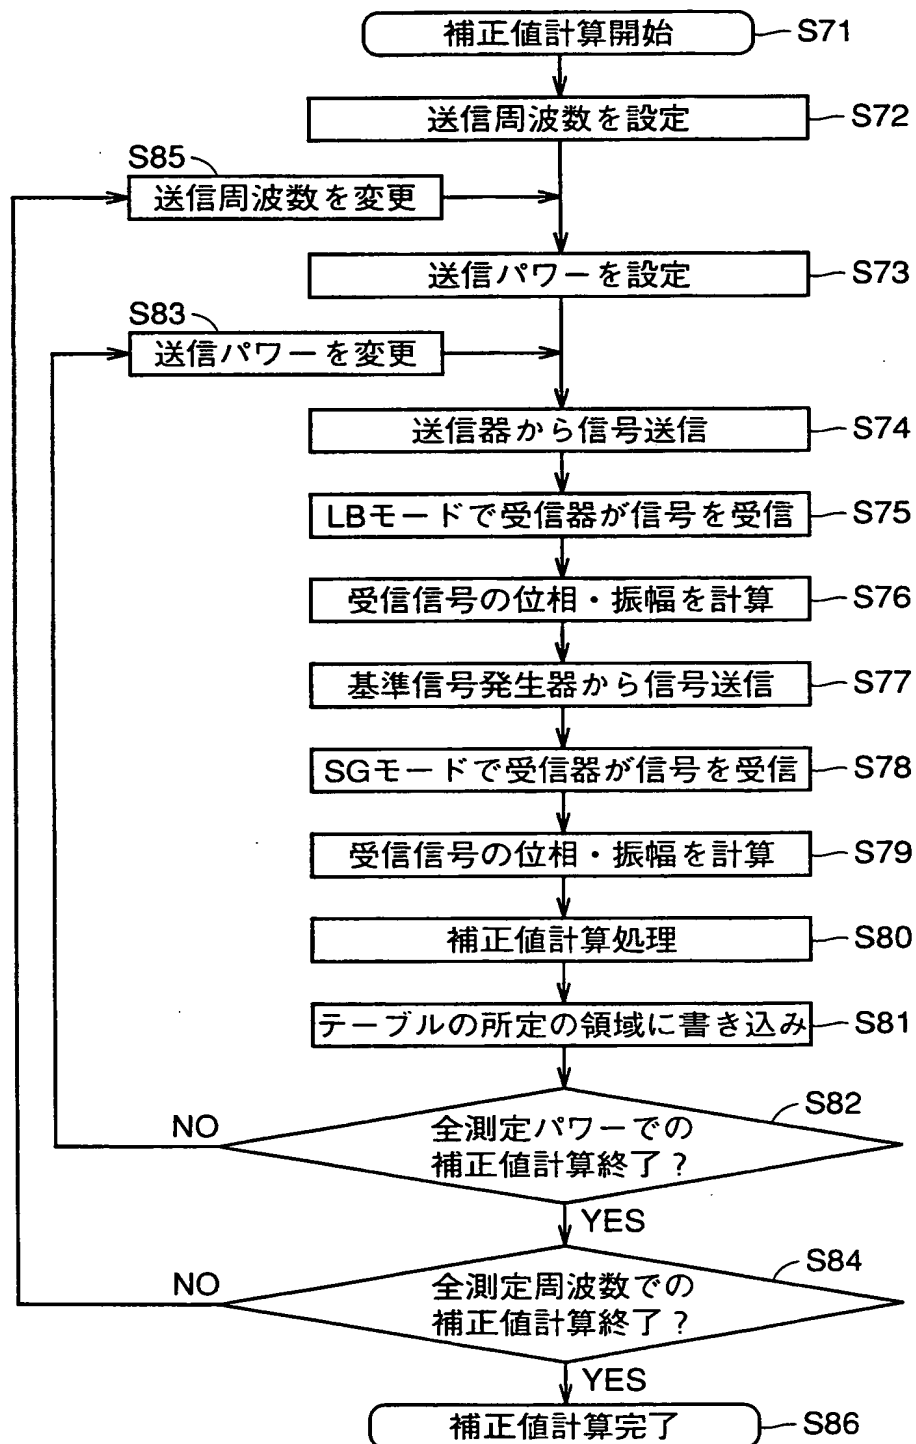 補正値計算開始 S71
送信周波数を設定 S72
S85
送信周波数を変更
送信パワーを設定 S73
S83
送信パワーを変更
送信器から信号送信 S74
LBモードで受信器が信号を受信 S75
受信信号の位相・振幅を計算 S76
基準信号発生器から信号送信 S77
SGモードで受信器が信号を受信 S78
受信信号の位相・振幅を計算 S79
補正値計算処理 S80
テーブルの所定の領域に書き込み S81
S82
NO
全測定パワーでの
補正値計算終了?
YES
S84
NO
全測定周波数での
補正値計算終了?
YES
補正値計算完了 S86